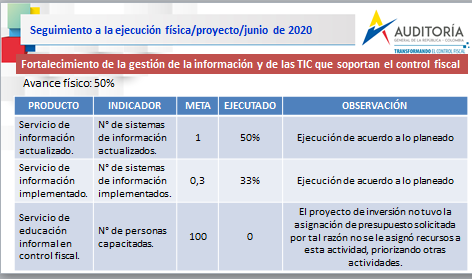 Seguimiento a la ejecución física/proyecto/junio de 2020
AUDITORÍA
GENERAL DE LA REPÚBLICA - COLOMBIA
TRANSFORMANDO EL CONTROL FISCAL
Fortalecimiento de la gestión de la información y de las TIC que soportan el control fiscal
Avance físico: 50%
PRODUCTO INDICADOR META EJECUTADO OBSERVACIÓN
Servicio de
información
actualizado.
N° de sistemas
de información
actualizados.
1
50%
Ejecución de acuerdo a lo planeado
Servicio de
información
implementado.
N° de sistemas
de información
implementados.
0,3
33%
Ejecución de acuerdo a lo planeado
Servicio de
educación
informal en
control fiscal.
N° de personas
capacitadas.
100
0
El proyecto de inversión no tuvo la
asignación de presupuesto solicitada
por tal razón no se le asignó recursos a
esta actividad, priorizando otras
actividades.